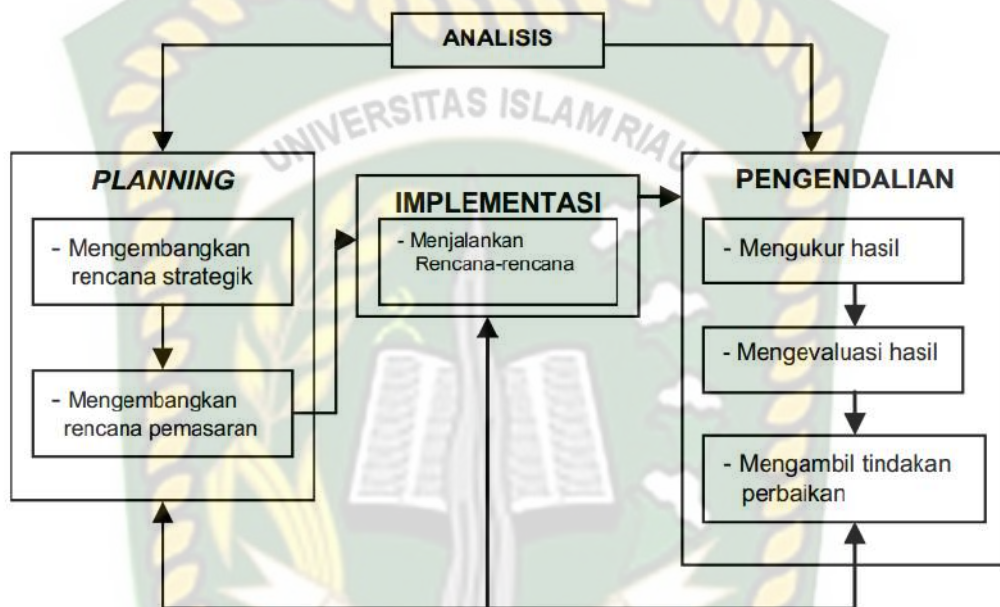 ANALISIS
UNIVERSITAS ISLAM RIAU
PLANNING
- Mengembangkan
rencana strategik
- Mengembangkan
rencana pemasaran
IMPLEMENTASI
- Menjalankan
Rencana-rencana
PENGENDALIAN
- Mengukur hasil
- Mengevaluasi hasil
- Mengambil tindakan
perbaikan